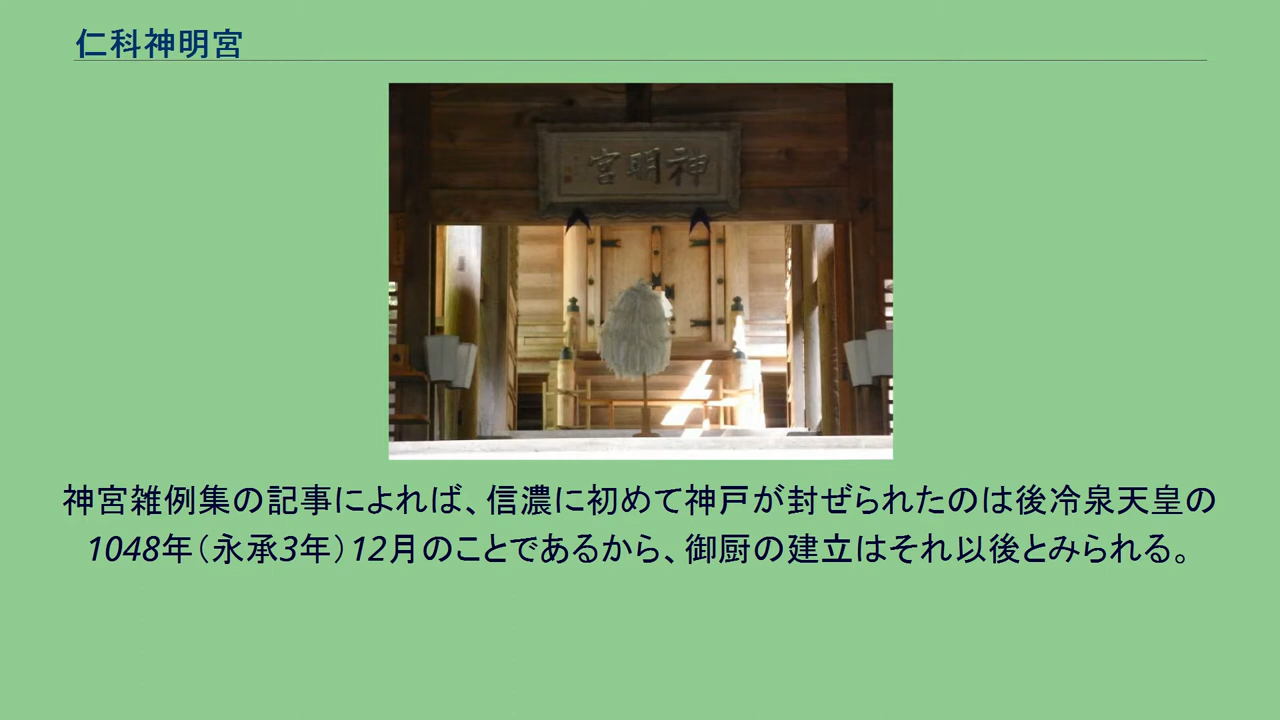 仁科神明宮
神明宮
神宮雑例集の記事によれば、信濃に初めて神戸が封ぜられたのは後冷泉天皇の
1048年（永承3年）12月のことであるから、御厨の建立はそれ以後とみられる。